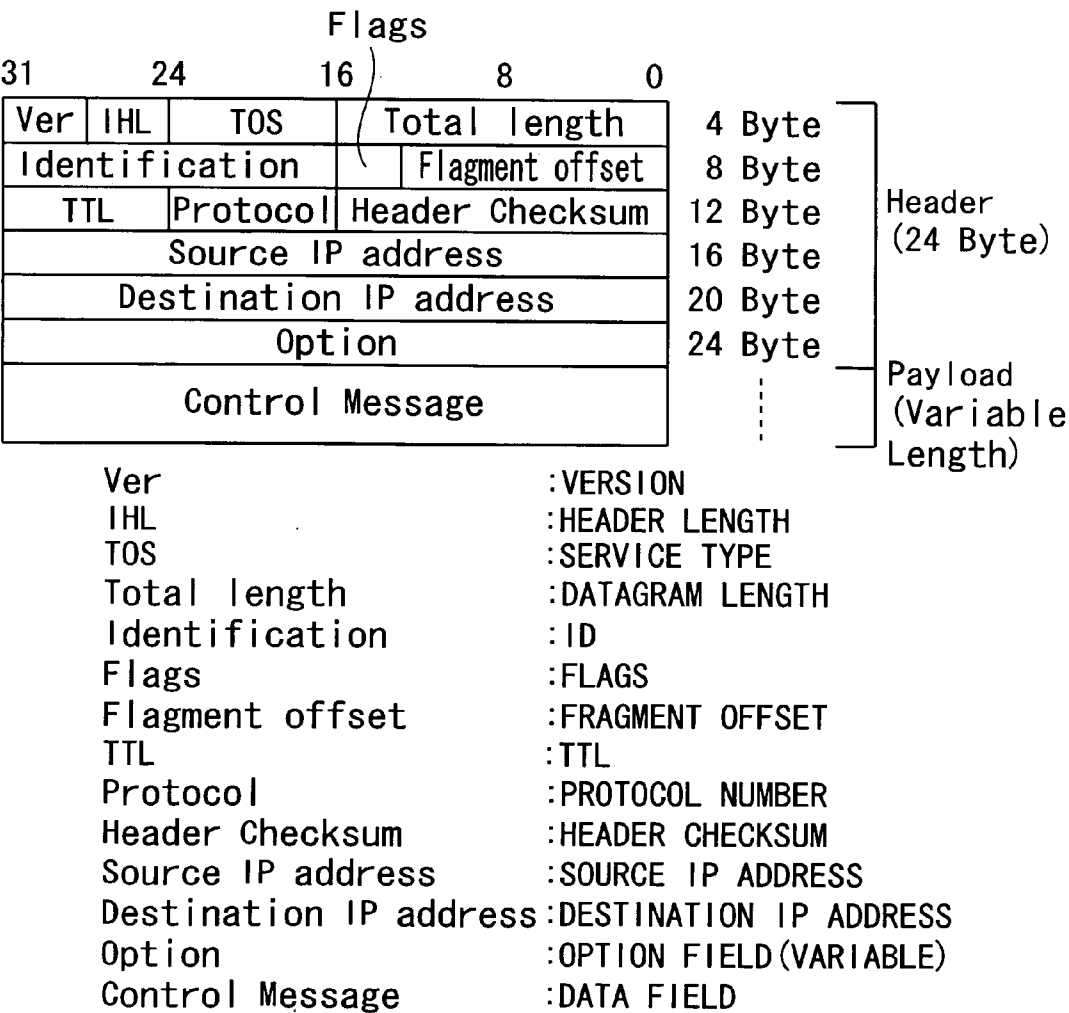 Flags
31 24 16 8 0
Ver IHL TOS Total length 4 Byte
Identification Flagment offset 8 Byte
TTL Protocol Header Checksum 12 Byte
Source IP address 16 Byte
Destination IP address 20 Byte
Option 24 Byte
Header
(24 Byte)
Control Message
Payload
(Variable
Length)
Ver :VERSION
IHL :HEADER LENGTH
TOS :SERVICE TYPE
Total length :DATAGRAM LENGTH
Identification :ID
Flags :FLAGS
Flagment offset :FRAGMENT OFFSET
TTL :TTL
Protocol :PROTOCOL NUMBER
Header Checksum :HEADER CHECKSUM
Source IP address :SOURCE IP ADDRESS
Destination IP address :DESTINATION IP ADDRESS
Option :OPTION FIELD(VARIABLE)
Control Message :DATA FIELD